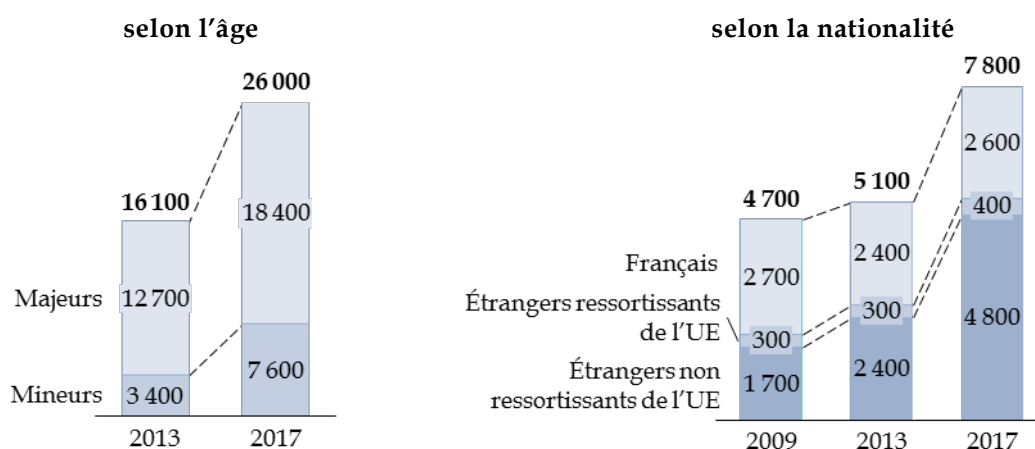 selon l'âge
26 000
16 100
18 400
Majeurs
12 700
7 600
Mineurs
3 400
2013
2017
selon la nationalité
7 800
2 600
5 100
4 700
400
Français
2 700
2 400
Étrangers ressortissants
de l'UE
300
300
4 800
Étrangers non
ressortissants de l'UE
1 700
2 400
2009
2013
2017